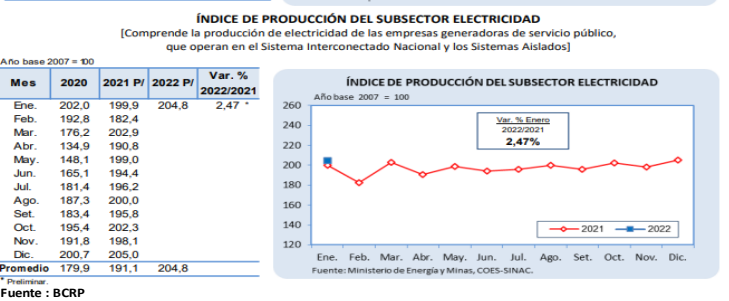 ÍNDICE DE PRODUCCIÓN DEL SUBSECTOR ELECTRICIDAD
[Comprende la producción de electricidad de las empresas generadoras de servicio público,
que operan en el Sistema Interconectado Nacional y los Sistemas Aislados]
Año base 2007 = 100
Mes 2020 2021 P/ 2022 P/ Var. % 2022/2021
Ene. 202,0 199,9 204,8 2,47 *
Feb. 192,8 182,4
Mar. 176,2 202,9
Abr. 134,9 190,8
May. 148,1 199,0
Jun. 165,1 194,4
Jul. 181,4 196,2
Ago. 187,3 200,0
Set. 183,4 195,8
Oct. 195,4 202,3
Nov. 191,8 198,1
Dic. 200,7 205,0
Promedio 179,9 191,1 204,8
* Preliminar.
Fuente : BCRP
ÍNDICE DE PRODUCCIÓN DEL SUBSECTOR ELECTRICIDAD
Año base 2007 = 100
260
240
220
200
180
160
140
120
Var. % Enero
2022/2021
2,47%
2021 2022
Ene. Feb. Mar. Abr. May. Jun. Jul. Ago. Set. Oct. Nov. Dic.
Fuente: Ministerio de Energía y Minas, COES-SINAC.